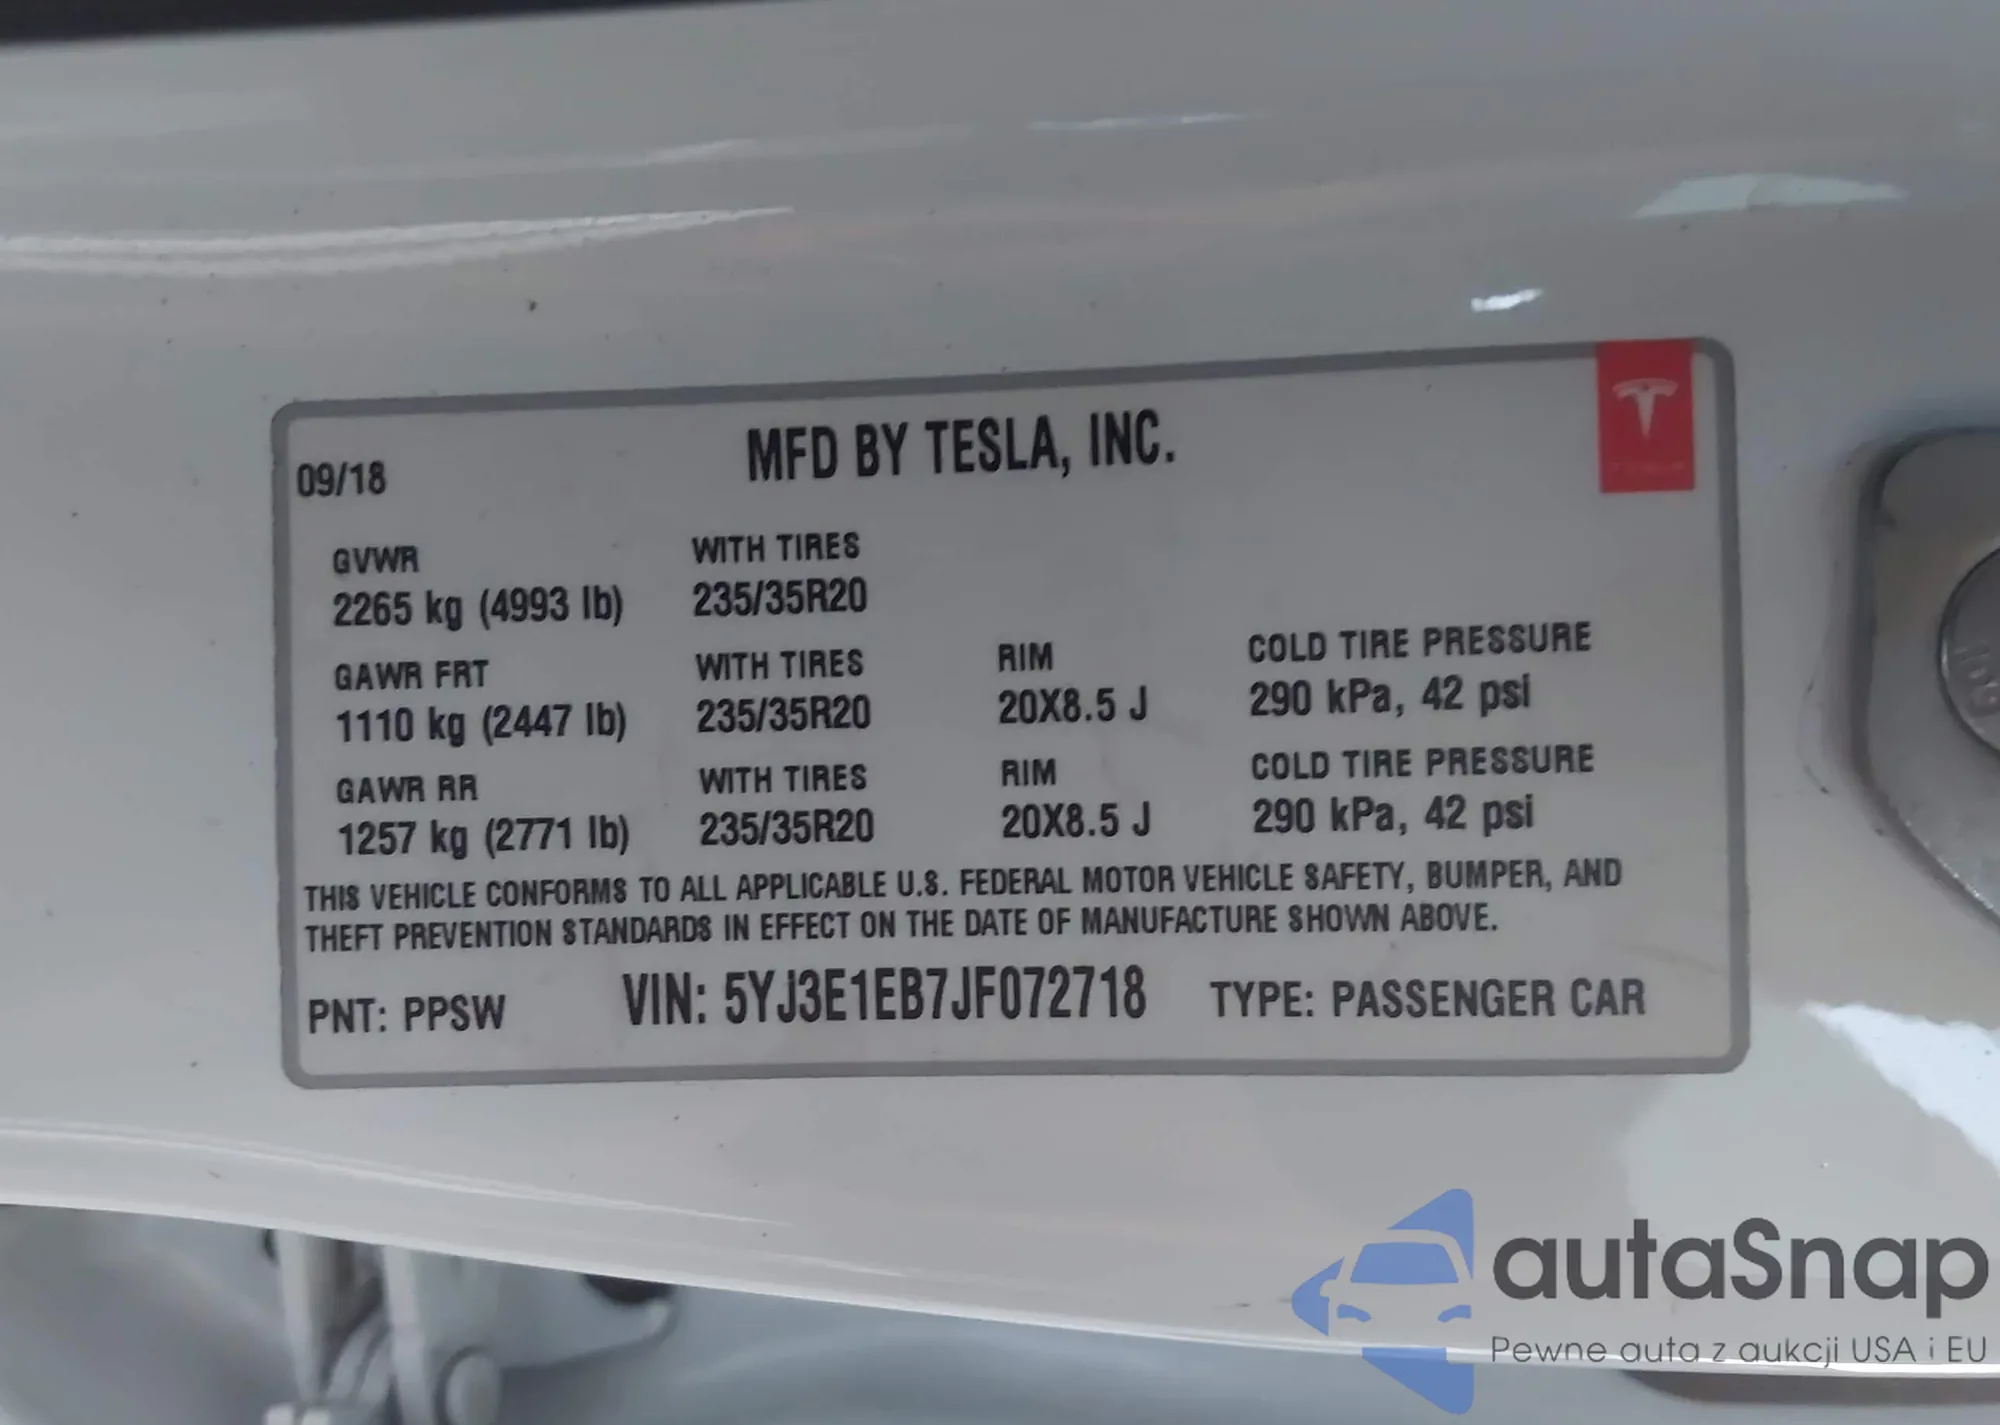 09/18
MFD BY TESLA, INC.
GVWR
2265 kg (4993 lb)
WITH TIRES
235/35R20
GAWR FRT
1110 kg (2447 lb)
WITH TIRES
235/35R20
RIM
20X8.5 J
COLD TIRE PRESSURE
290 kPa, 42 psi
GAWR RR
1257 kg (2771 lb)
WITH TIRES
235/35R20
RIM
20X8.5 J
COLD TIRE PRESSURE
290 kPa, 42 psi
THIS VEHICLE CONFORMS TO ALL APPLICABLE U.S. FEDERAL MOTOR VEHICLE SAFETY, BUMPER, AND
THEFT PREVENTION STANDARDS IN EFFECT ON THE DATE OF MANUFACTURE SHOWN ABOVE.
PNT: PPSW
VIN: 5YJ3E1EB7JF072718
TYPE: PASSENGER CAR
autaSnap
Pewne auta z aukcji USA i EU